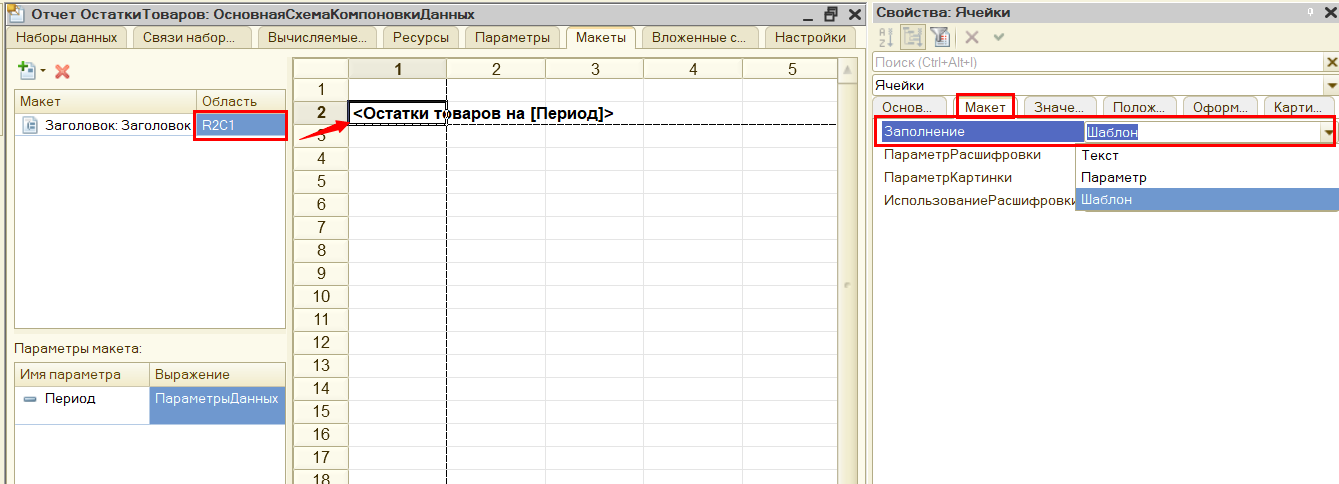 Отчет ОстаткиТоваров: ОсновнаяСхемаКомпоновкиДанных
Наборы данных
Связи набор...
Вычисляемые...
Ресурсы
Параметры
Макеты
Вложенные с...
Настройки
Макет
Область
Заголовок: Заголовок
R2C1
Параметры макета:
Имя параметра
Выражение
Период
ПараметрыДанных
1 2 3 4 5
1
2 <Остатки товаров на [Период]>
3
4
5
6
7
8
9
10
11
12
13
14
15
16
17
18
Свойства: Ячейки
Поиск (Ctrl+Alt+I)
Ячейки
Основ...
Макет
Значе...
Полож...
Оформ...
Карти...
Заполнение
Шаблон
ПараметрРасшифровки
Текст
ПараметрКартинки
Параметр
ИспользованиеРасшифровки
Шаблон